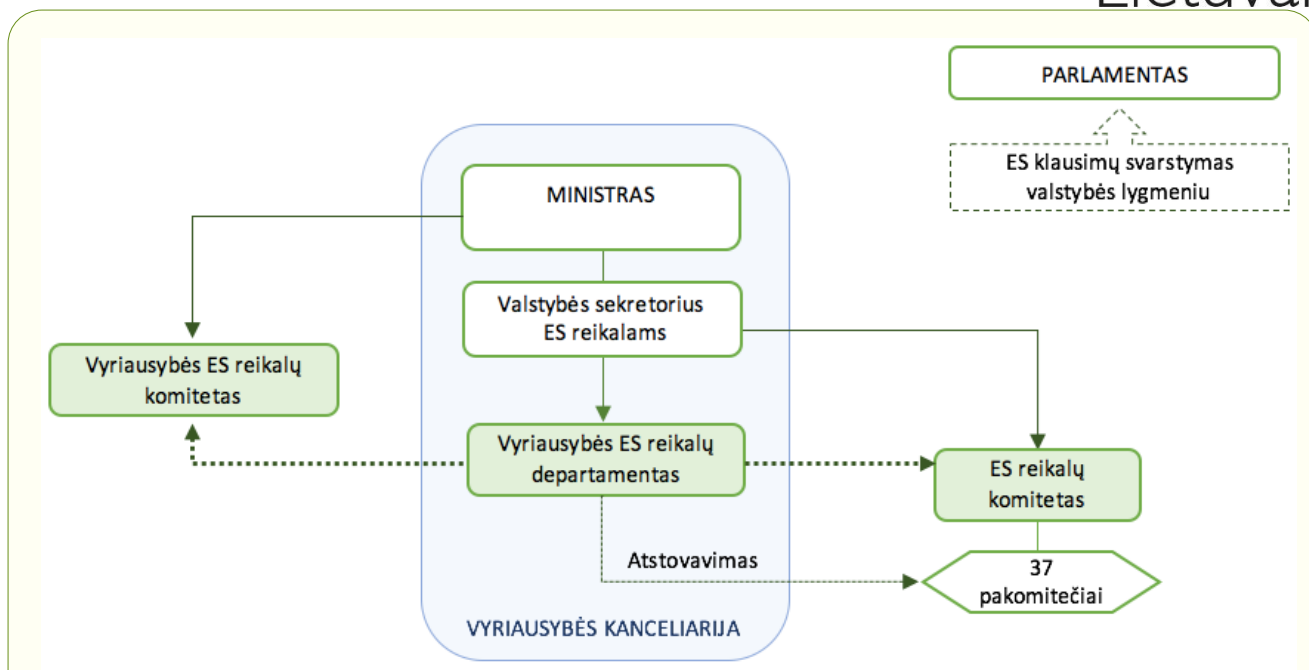 PARLAMENTAS
ES klausimų svarstymas
valstybės lygmeniu
MINISTRAS
Valstybės sekretorius
ES reikalams
Vyriausybės ES reikalų
komitetas
Vyriausybės ES reikalų
departamentas
ES reikalų
komitetas
Atstovavimas
37
pakomitečiai
VYRIAUSYBĖS KANCELIARIJA